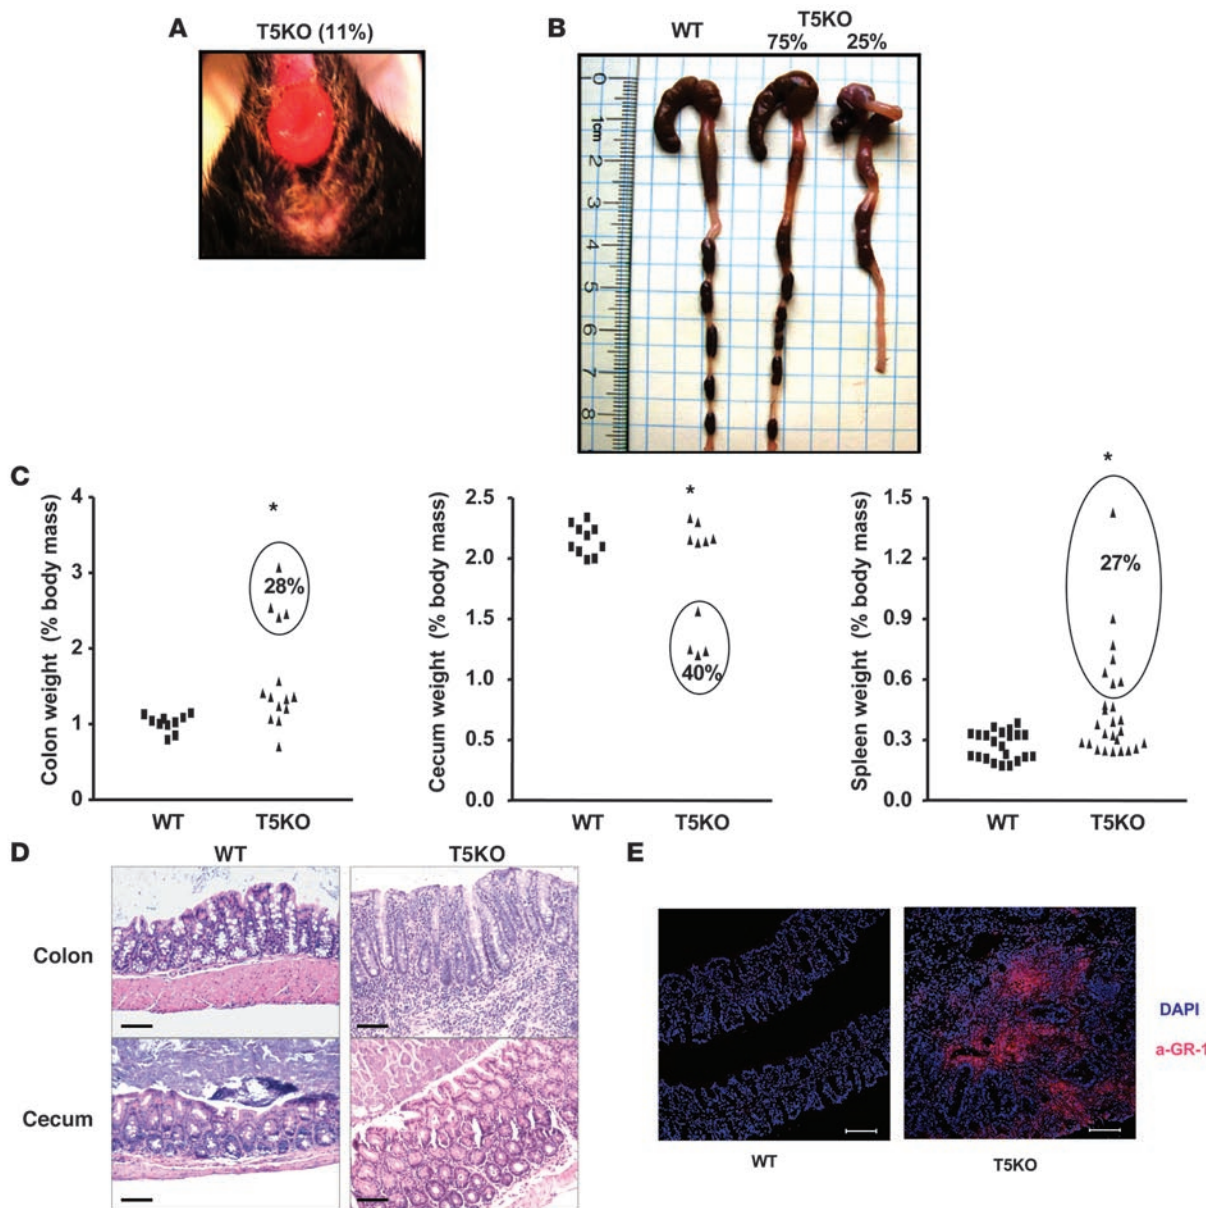 A
T5KO (11%)
B
WT
T5KO
75%
25%
0
1cm
2
3
4
5
6
7
8
C
Colon weight (% body mass)
4
3
2
1
0
*
28%
WT
T5KO
Cecum weight (% body mass)
2.5
2.0
1.5
1.0
0.5
0.0
*
40%
WT
T5KO
Spleen weight (% body mass)
1.5
1.2
0.9
0.6
0.3
0.0
*
27%
WT
T5KO
D
WT
T5KO
Colon
Cecum
E
DAPI
a-GR-1
WT
T5KO